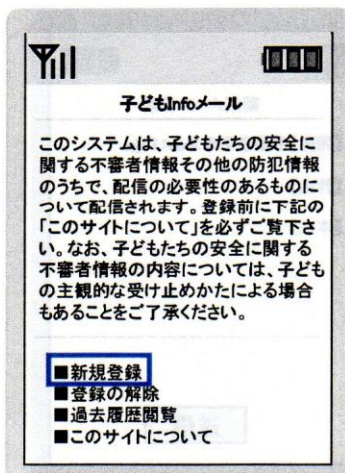 子どもInfoメール
このシステムは、子どもたちの安全に
関する不審者情報その他の防犯情報
のうちで、配信の必要性のあるものに
ついて配信されます。登録前に下記の
「このサイトについて」を必ずご覧下さ
い。なお、子どもたちの安全に関する
不審者情報の内容については、子ども
の主観的な受け止めかたによる場合
もあることをご了承ください。
■新規登録
■登録の解除
■過去履歴閲覧
■このサイトについて